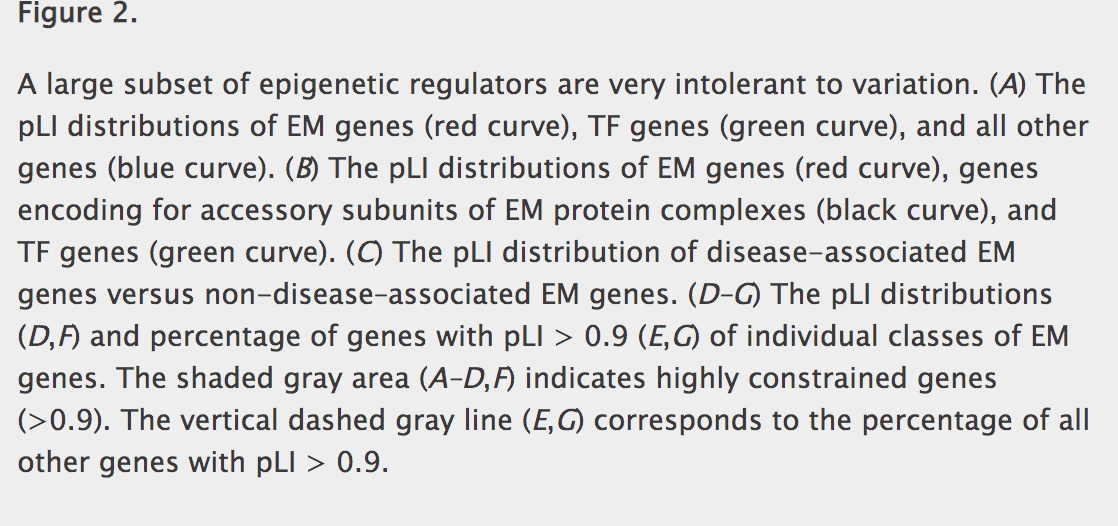 Figure 2.
A large subset of epigenetic regulators are very intolerant to variation. (A) The
pLI distributions of EM genes (red curve), TF genes (green curve), and all other
genes (blue curve). (B) The pLI distributions of EM genes (red curve), genes
encoding for accessory subunits of EM protein complexes (black curve), and
TF genes (green curve). (C) The pLI distribution of disease-associated EM
genes versus non-disease-associated EM genes. (D-G) The pLI distributions
(D,F) and percentage of genes with pLI > 0.9 (E,G) of individual classes of EM
genes. The shaded gray area (A-D,F) indicates highly constrained genes
(>0.9). The vertical dashed gray line (E,G) corresponds to the percentage of all
other genes with pLI > 0.9.